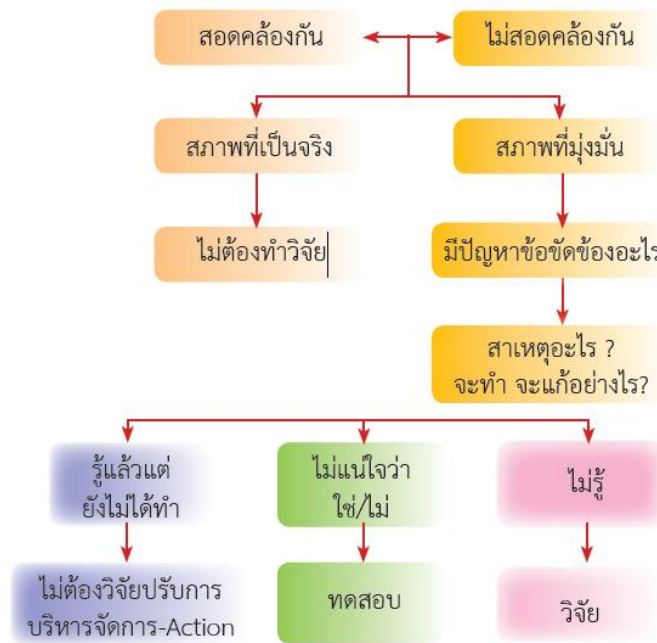 สอดคล้องกัน
ไม่สอดคล้องกัน
สภาพที่เป็นจริง
สภาพที่มุ่งมั่น
ไม่ต้องทำวิจัย
มีปัญหาข้อขัดข้องอะไร
สาเหตุอะไร ?
จะทำ จะแก้อย่างไร?
รู้แล้วแต่
ยังไม่ได้ทำ
ไม่แน่ใจว่า
ใช่/ไม่
ไม่รู้
ไม่ต้องวิจัยปรับการ
บริหารจัดการ-Action
ทดสอบ
วิจัย